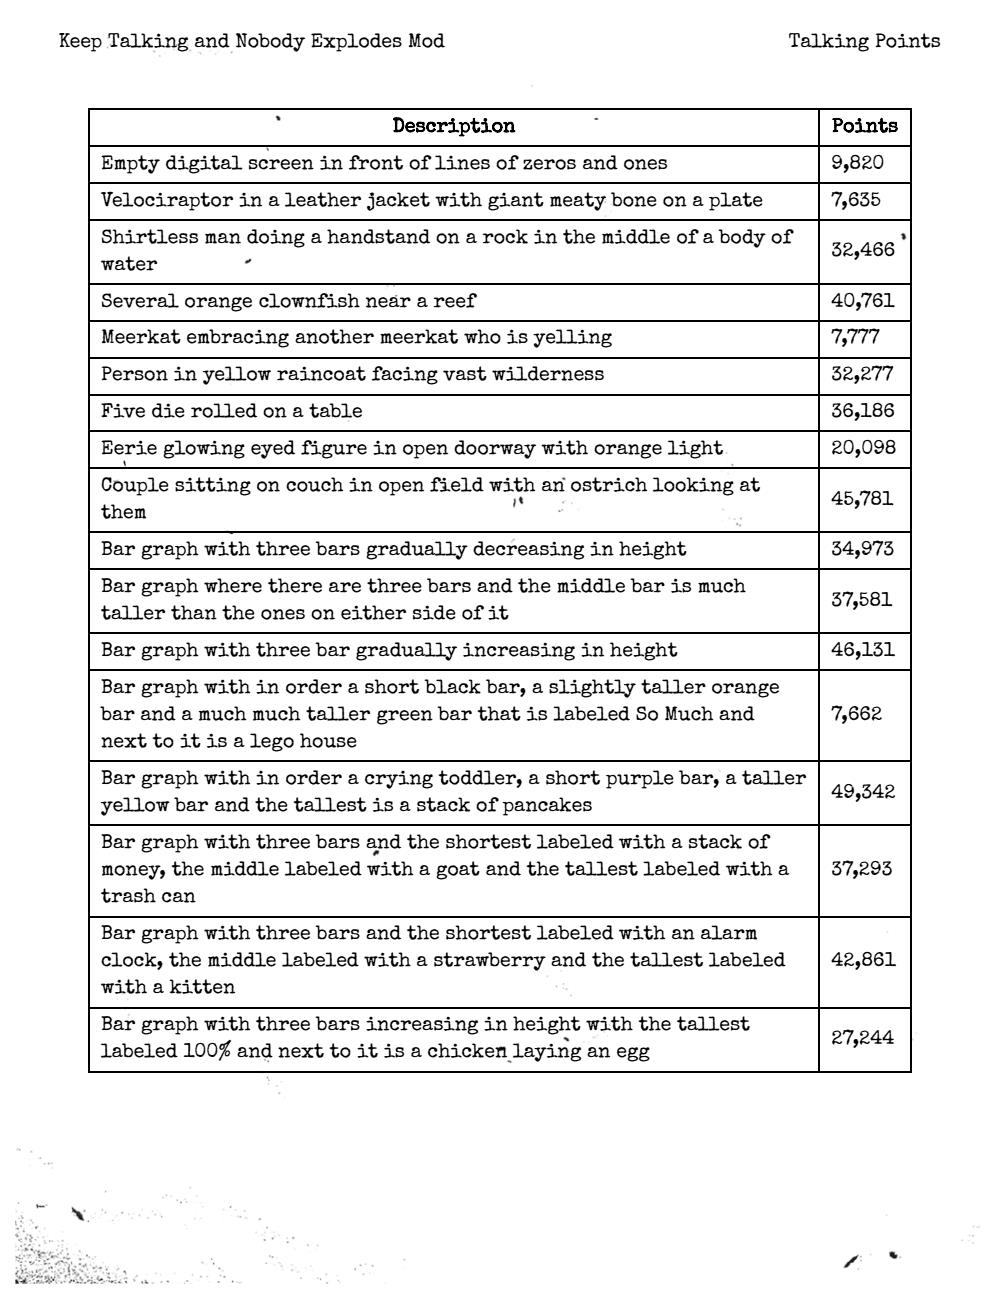 Keep Talking and Nobody Explodes Mod
Talking Points
Description
Points
Empty digital screen in front of lines of zeros and ones
9,820
Velociraptor in a leather jacket with giant meaty bone on a plate
7,635
Shirtless man doing a handstand on a rock in the middle of a body of
water
32,466
Several orange clownfish near a reef
40,761
Meerkat embracing another meerkat who is yelling
7,777
Person in yellow raincoat facing vast wilderness
32,277
Five die rolled on a table
36,186
Eerie glowing eyed figure in open doorway with orange light
20,098
Couple sitting on couch in open field with an ostrich looking at
them
45,781
Bar graph with three bars gradually decreasing in height
34,973
Bar graph where there are three bars and the middle bar is much
taller than the ones on either side of it
37,581
Bar graph with three bar gradually increasing in height
46,131
Bar graph with in order a short black bar, a slightly taller orange
bar and a much much taller green bar that is labeled So Much and
next to it is a lego house
7,662
Bar graph with in order a crying toddler, a short purple bar, a taller
yellow bar and the tallest is a stack of pancakes
49,342
Bar graph with three bars and the shortest labeled with a stack of
money, the middle labeled with a goat and the tallest labeled with a
trash can
37,293
Bar graph with three bars and the shortest labeled with an alarm
clock, the middle labeled with a strawberry and the tallest labeled
with a kitten
42,861
Bar graph with three bars increasing in height with the tallest
labeled 100% and next to it is a chicken laying an egg
27,244